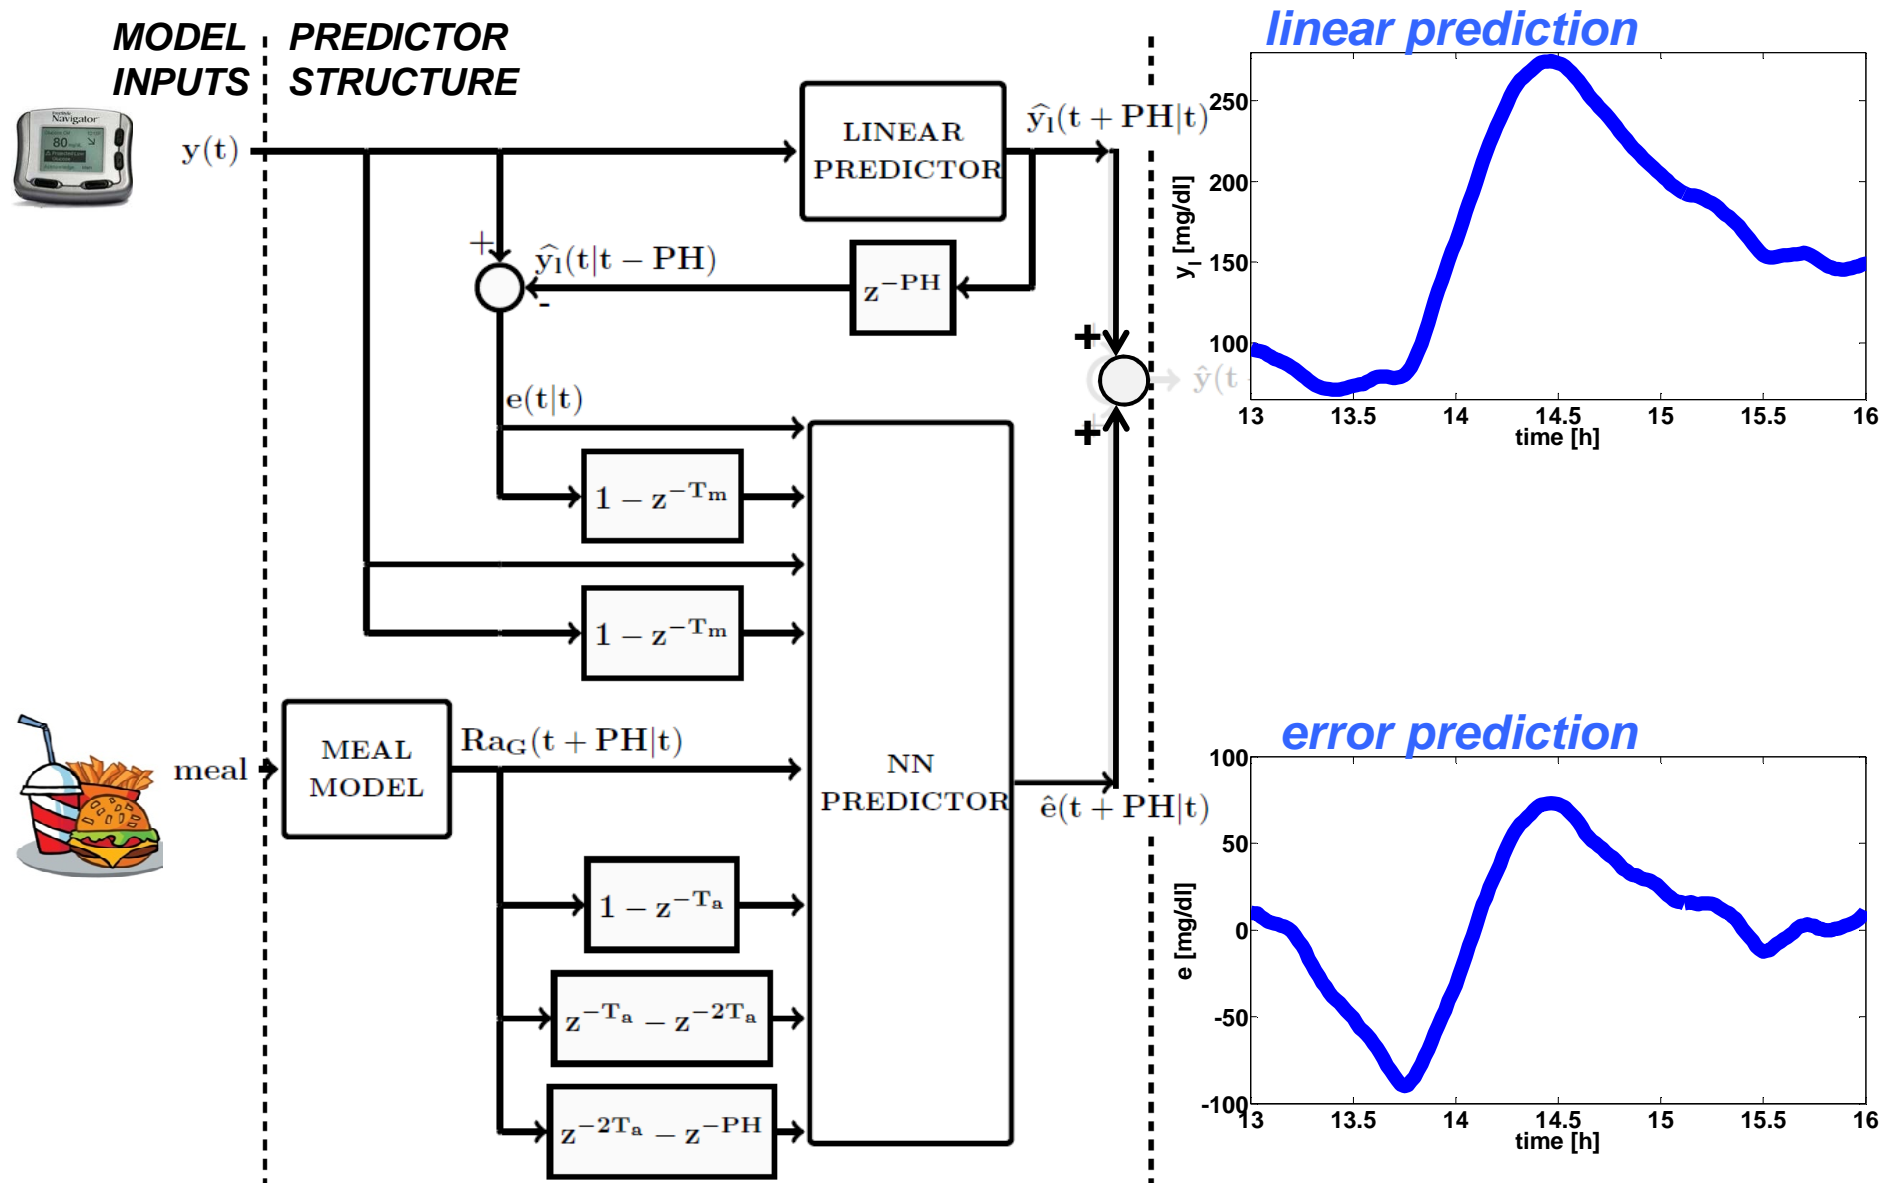 MODEL
INPUTS
PREDICTOR
STRUCTURE
Navigator
80
y(t)
LINEAR
PREDICTOR
ŷₗ(t + PH|t)
+
ŷₗ(t|t − PH)
-
z^{−PH}
e(t|t)
1 − z^{−Tₘ}
1 − z^{−Tₘ}
meal
MEAL
MODEL
Ra_G(t + PH|t)
NN
PREDICTOR
1 − z^{−Tₐ}
z^{−Tₐ} − z^{−2Tₐ}
z^{−2Tₐ} − z^{−PH}
ê(t + PH|t)
+
+
ŷ(t
linear prediction
yₗ [mg/dl]
250
200
150
100
13 13.5 14 14.5 15 15.5 16
time [h]
error prediction
e [mg/dl]
100
50
0
-50
-100
13 13.5 14 14.5 15 15.5 16
time [h]